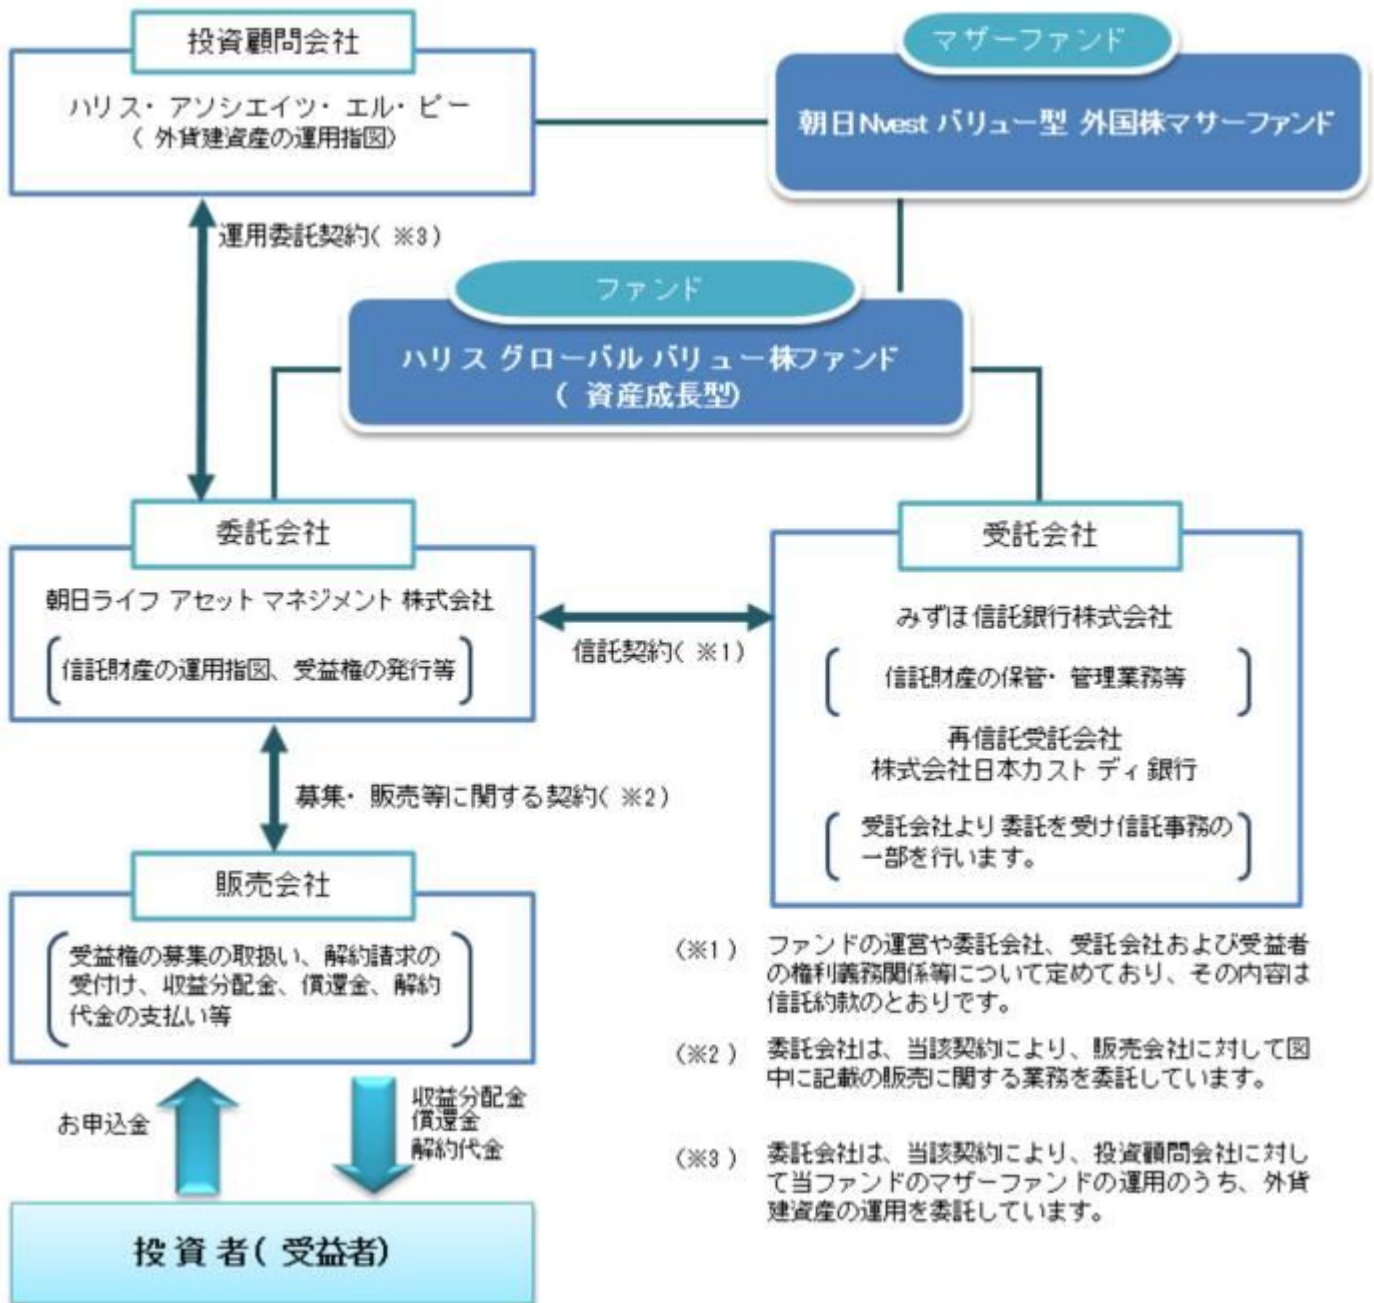 投資顧問会社
ハリス・アソシエイツ・エル・ピー
(外貨建資産の運用指図)
マザーファンド
朝日Nvest バリュー型 外国株マザーファンド
運用委託契約(※3)
ファンド
ハリス グローバル バリュー株ファンド
(資産成長型)
委託会社
朝日ライフ アセット マネジメント 株式会社
信託財産の運用指図、受益権の発行等
信託契約(※1)
受託会社
みずほ信託銀行株式会社
信託財産の保管・管理業務等
再信託受託会社
株式会社日本カストディ銀行
受託会社より委託を受け信託事務の
一部を行います。
募集・販売等に関する契約(※2)
販売会社
受益権の募集の取扱い、解約請求の
受付け、収益分配金、償還金、解約
代金の支払い等
お申込金
収益分配金
償還金
解約代金
投資者(受益者)
(※1) ファンドの運営や委託会社、受託会社および受益者
の権利義務関係等について定めており、その内容は
信託約款のとおりです。
(※2) 委託会社は、当該契約により、販売会社に対して図
中に記載の販売に関する業務を委託しています。
(※3) 委託会社は、当該契約により、投資顧問会社に対し
て当ファンドのマザーファンドの運用のうち、外貨
建資産の運用を委託しています。